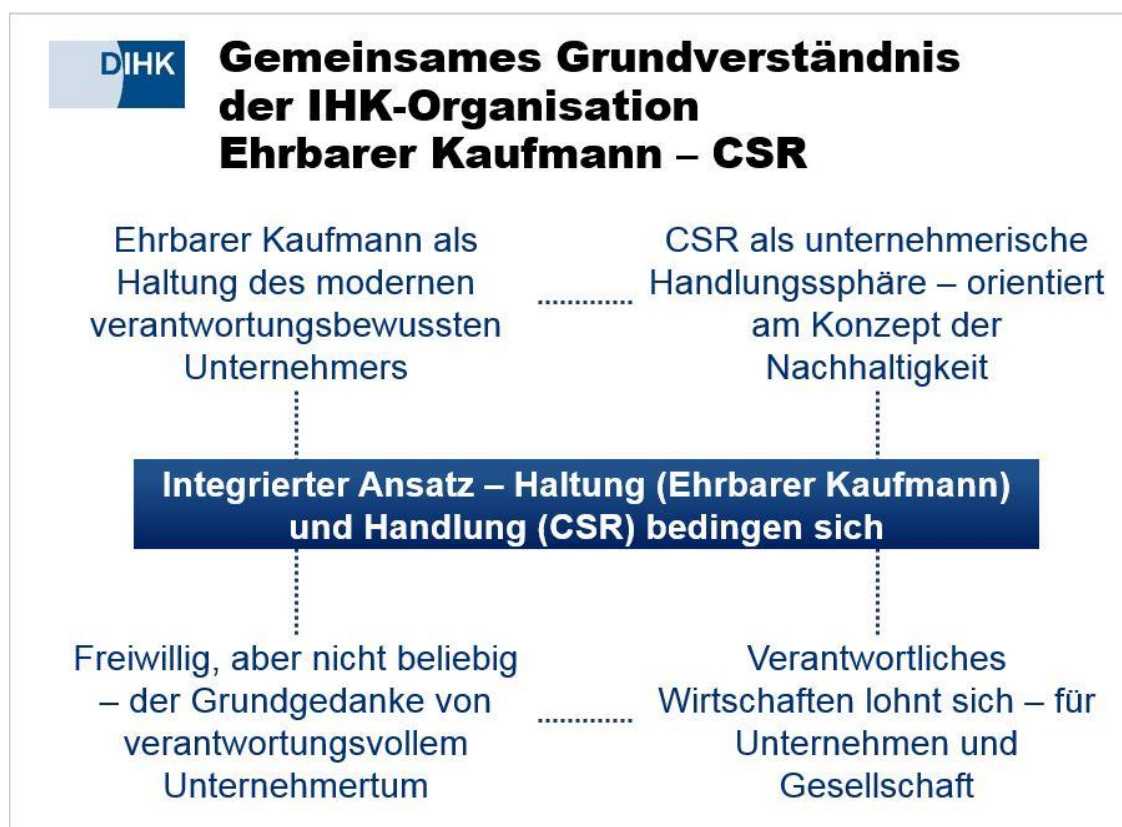 DIHK
Gemeinsames Grundverständnis
der IHK-Organisation
Ehrbarer Kaufmann – CSR
Ehrbarer Kaufmann als
Haltung des modernen
verantwortungsbewussten
Unternehmers
CSR als unternehmerische
Handlungssphäre – orientiert
am Konzept der
Nachhaltigkeit
Integrierter Ansatz – Haltung (Ehrbarer Kaufmann)
und Handlung (CSR) bedingen sich
Freiwillig, aber nicht beliebig
– der Grundgedanke von
verantwortungsvollem
Unternehmertum
Verantwortliches
Wirtschaften lohnt sich – für
Unternehmen und
Gesellschaft